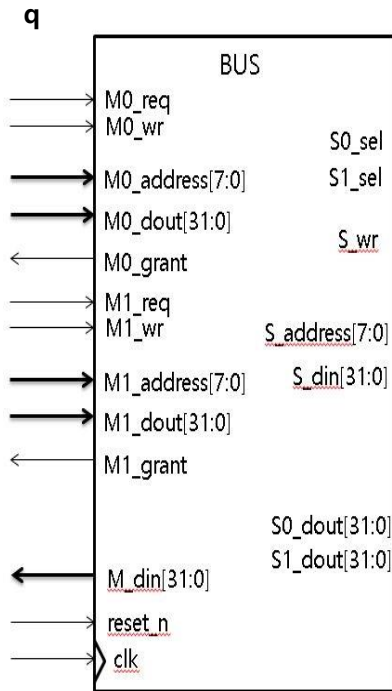 q
BUS
M0_req
M0_wr
S0_sel
M0_address[7:0]
S1_sel
M0_dout[31:0]
S_wr
M0_grant
M1_req
M1_wr
S_address[7:0]
M1_address[7:0]
S_din[31:0]
M1_dout[31:0]
M1_grant
S0_dout[31:0]
S1_dout[31:0]
M_din[31:0]
reset_n
clk